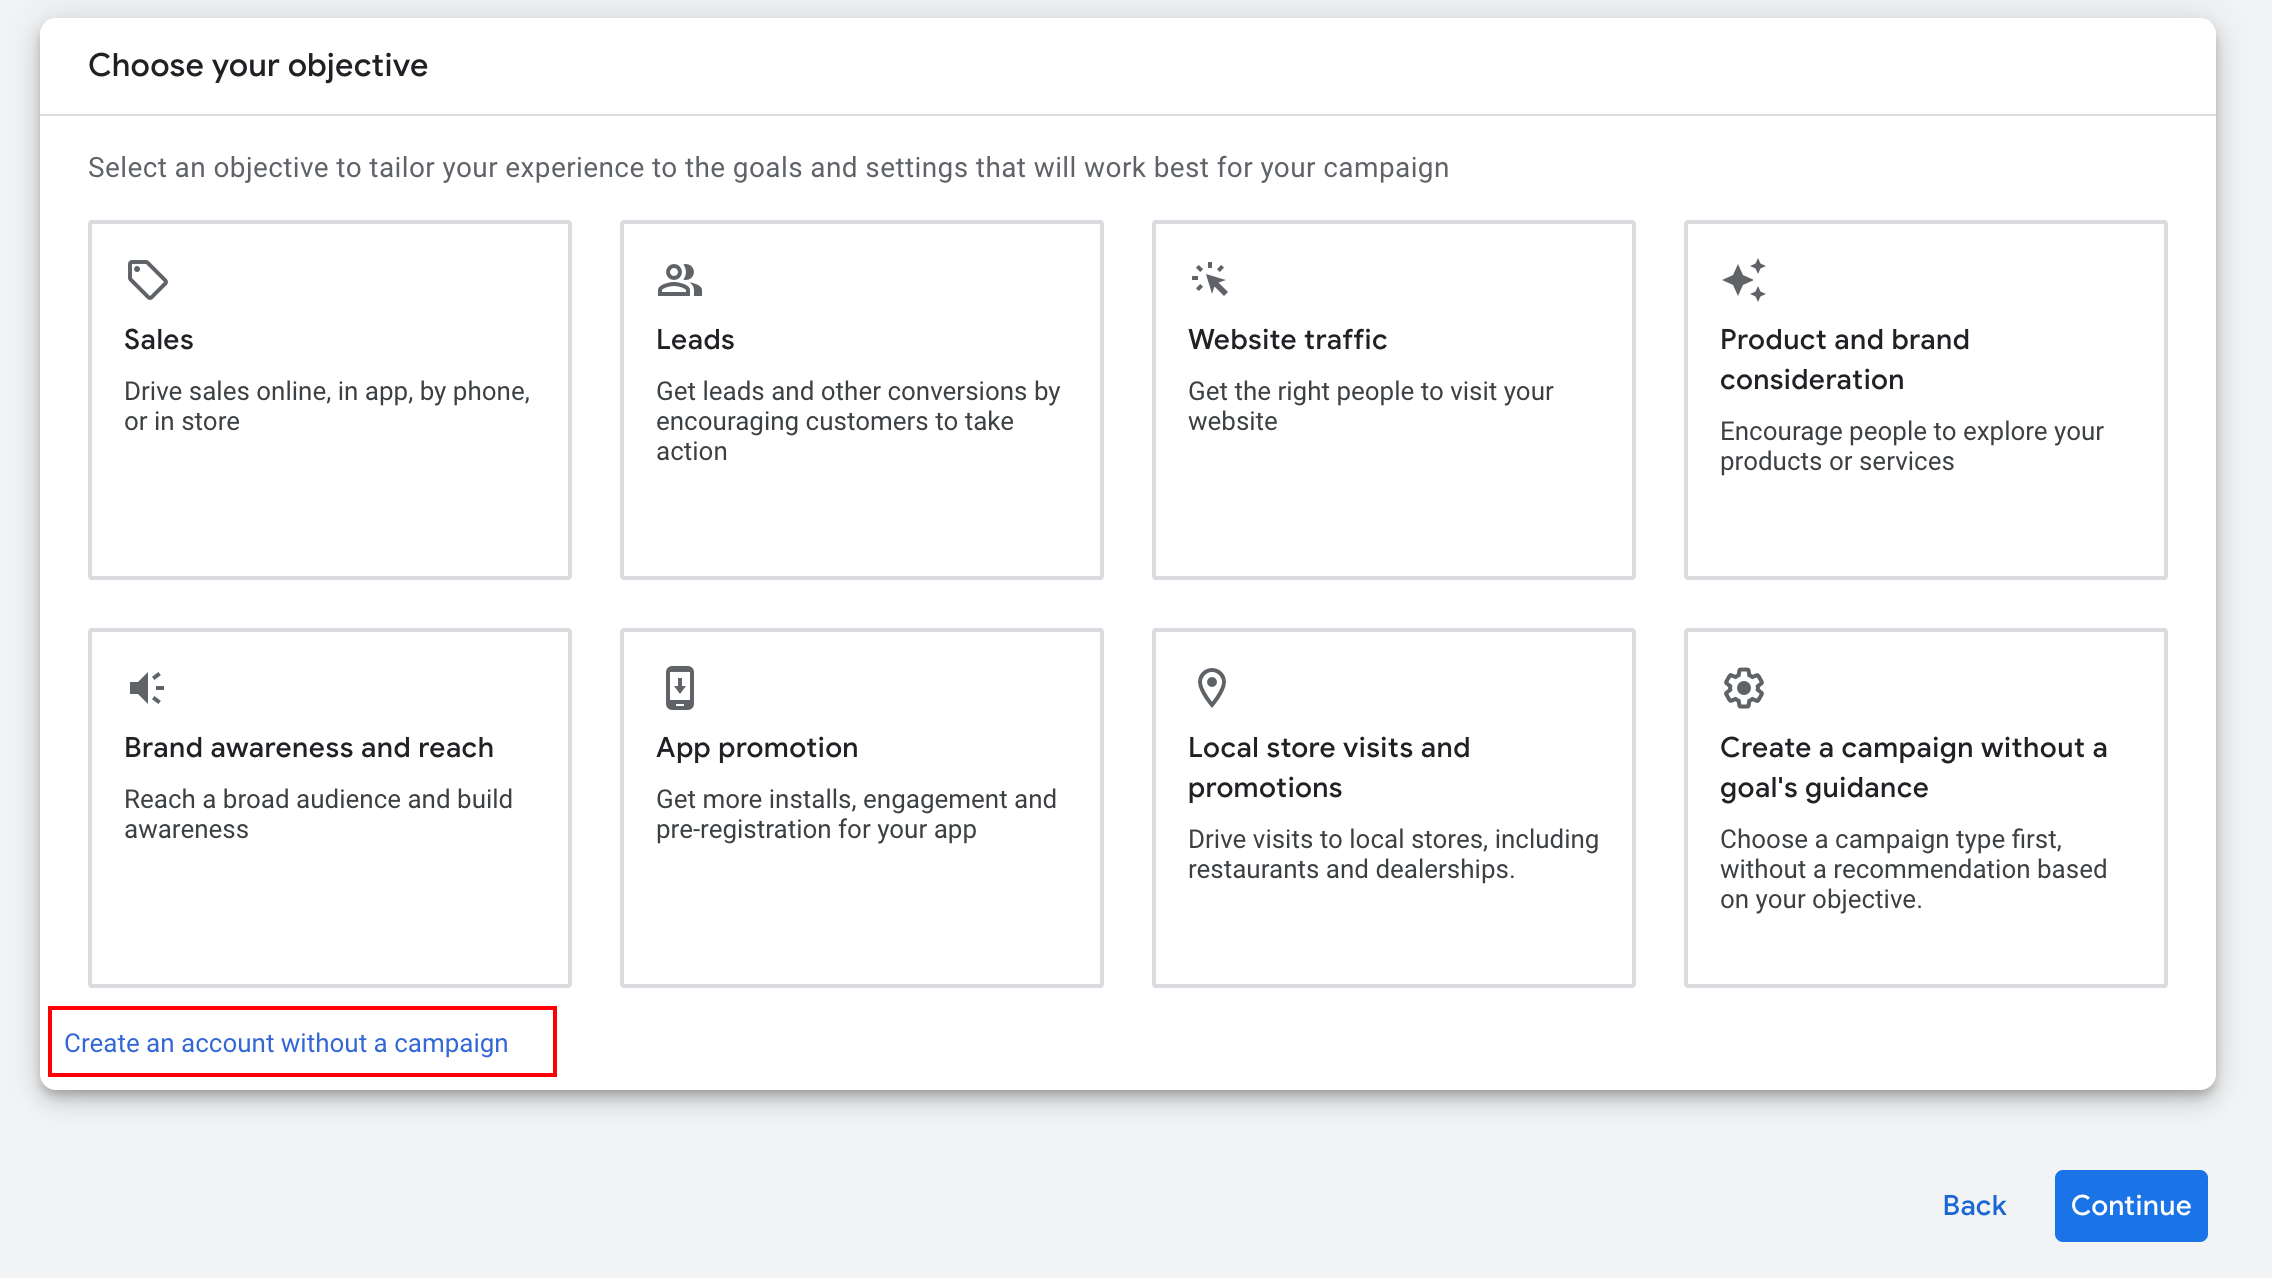 Choose your objective
Select an objective to tailor your experience to the goals and settings that will work best for your campaign
Sales
Drive sales online, in app, by phone,
or in store
Leads
Get leads and other conversions by
encouraging customers to take
action
Website traffic
Get the right people to visit your
website
Product and brand
consideration
Encourage people to explore your
products or services
Brand awareness and reach
Reach a broad audience and build
awareness
App promotion
Get more installs, engagement and
pre-registration for your app
Local store visits and
promotions
Drive visits to local stores, including
restaurants and dealerships.
Create a campaign without a
goal's guidance
Choose a campaign type first,
without a recommendation based
on your objective.
Create an account without a campaign
Back
Continue